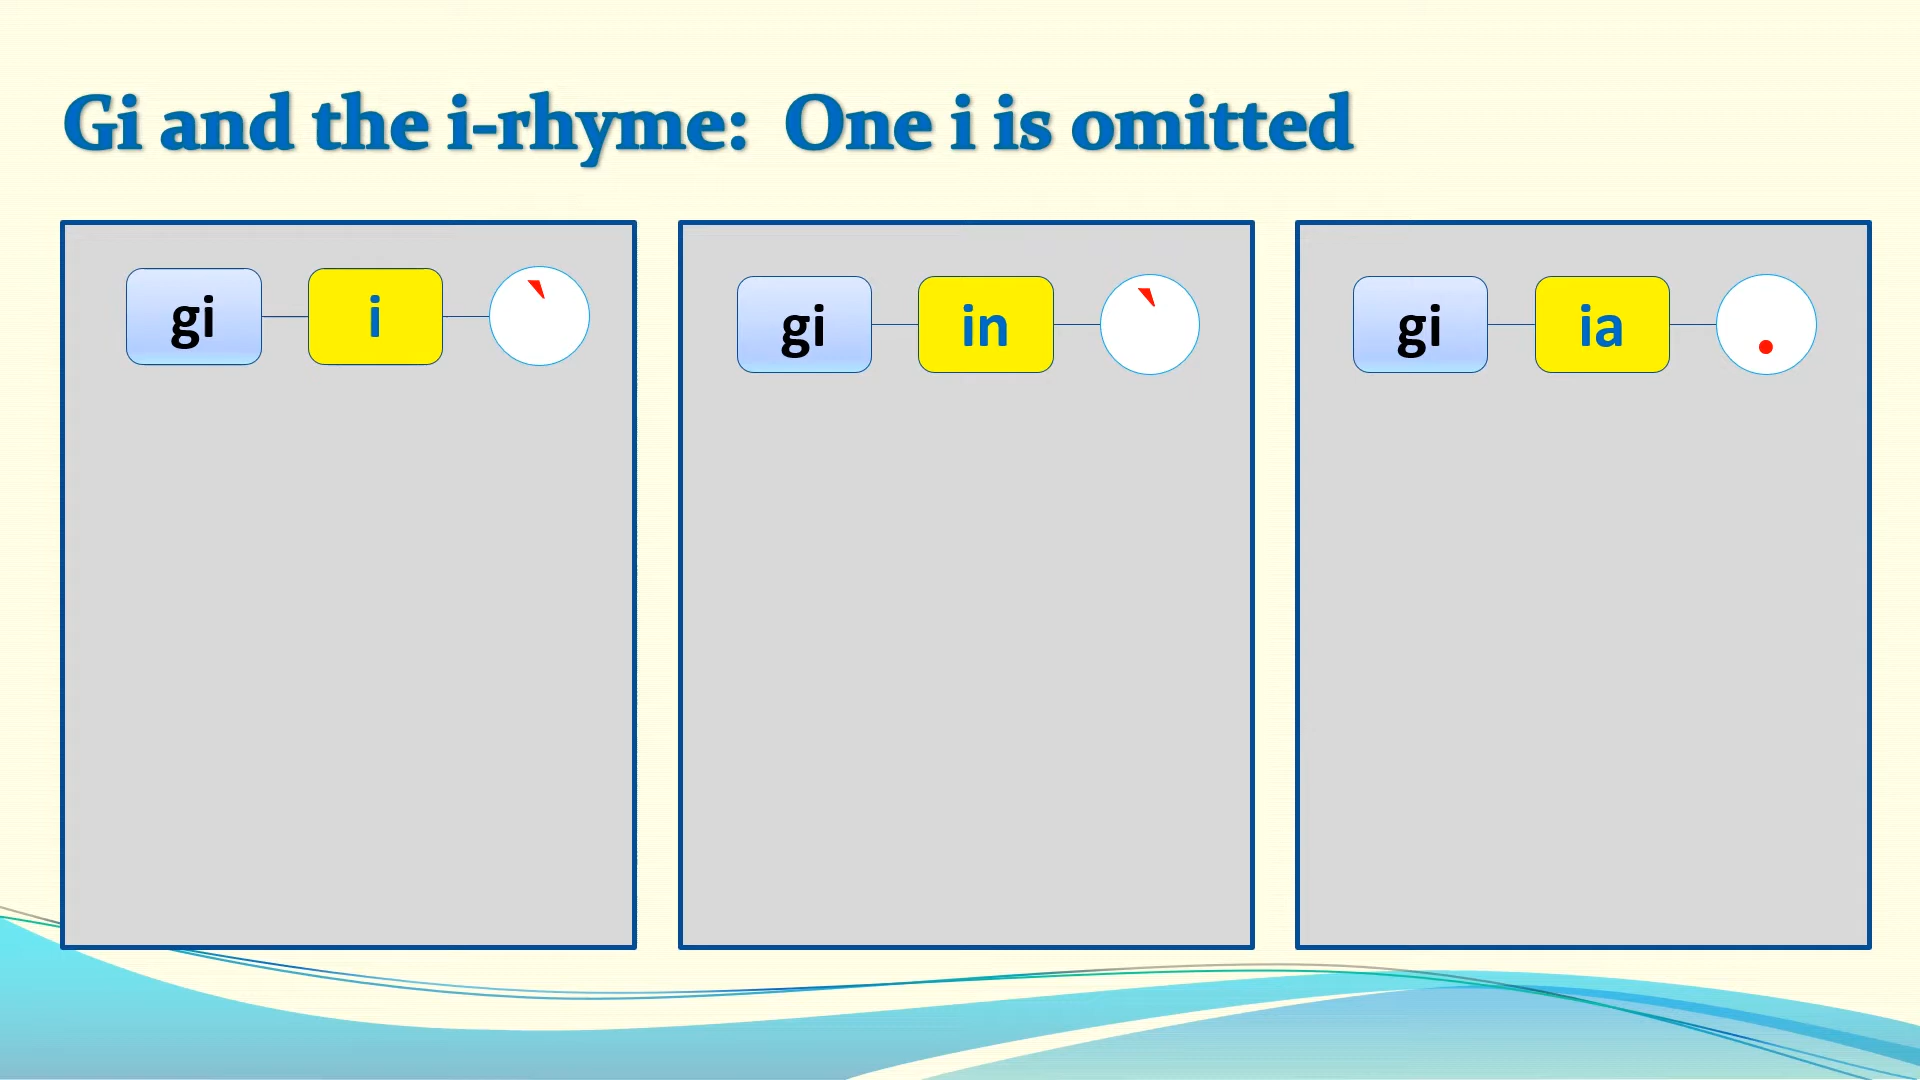 Gi and the i-rhyme: One i is omitted
gi i `
gi in `
gi ia .